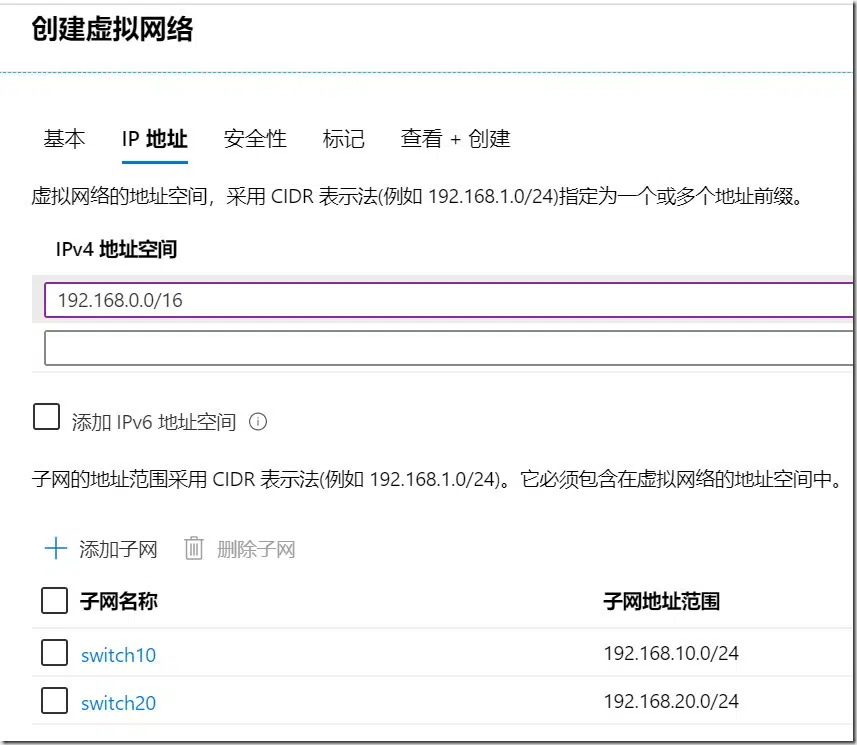 创建虚拟网络
基本 IP 地址 安全性 标记 查看 + 创建
虚拟网络的地址空间，采用 CIDR 表示法(例如 192.168.1.0/24)指定为一个或多个地址前缀。
IPv4 地址空间
192.168.0.0/16
添加 IPv6 地址空间
子网的地址范围采用 CIDR 表示法(例如 192.168.1.0/24)。它必须包含在虚拟网络的地址空间中。
添加子网 删除子网
子网名称 子网地址范围
switch10 192.168.10.0/24
switch20 192.168.20.0/24